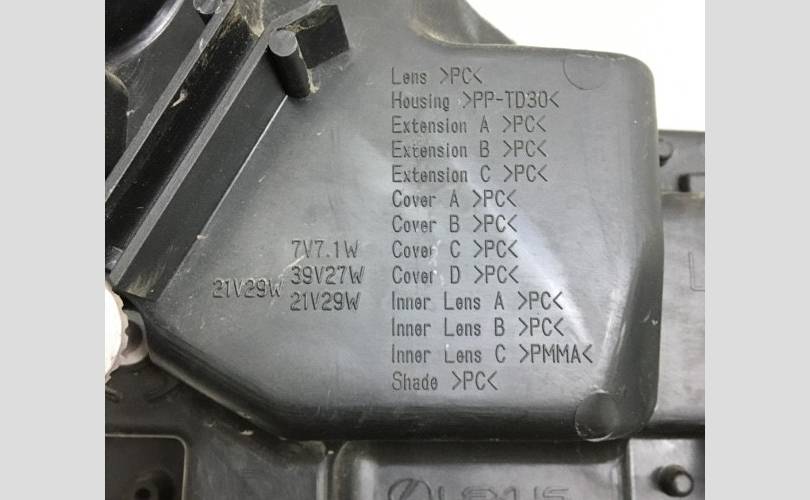 Lens >PC<
Housing >PP-TD30<
Extension A >PC<
Extension B >PC<
Extension C >PC<
Cover A >PC<
Cover B >PC<
7V7.1W Cover C >PC<
39V27W Cover D >PC<
21V29W 21V29W Inner Lens A >PC<
Inner Lens B >PC<
Inner Lens C >PMMA<
Shade >PC<
LEXUS